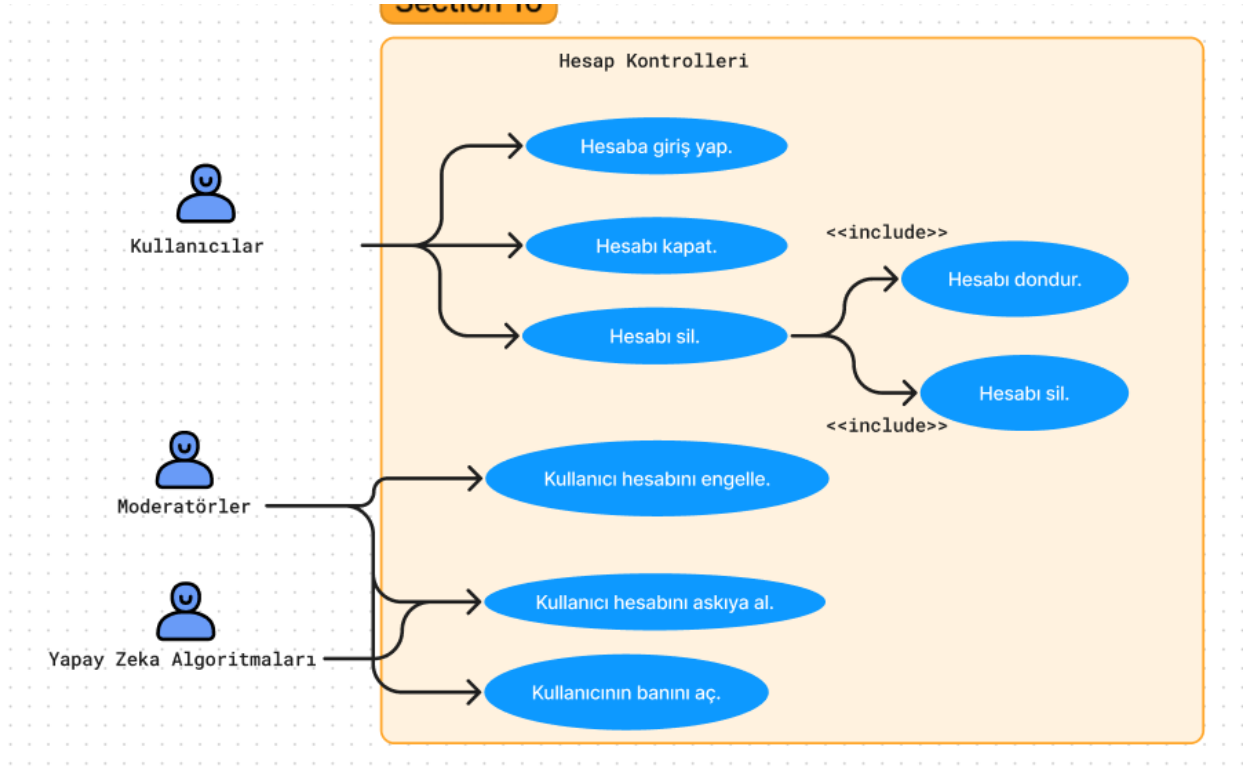 Hesap Kontrolleri
Hesaba giriş yap.
Kullanıcılar
Hesabı kapat.
<<include>>
Hesabı dondur.
Hesabı sil.
Hesabı sil.
<<include>>
Kullanıcı hesabını engelle.
Moderatörler
Kullanıcı hesabını askıya al.
Yapay Zeka Algoritmaları
Kullanıcının banını aç.